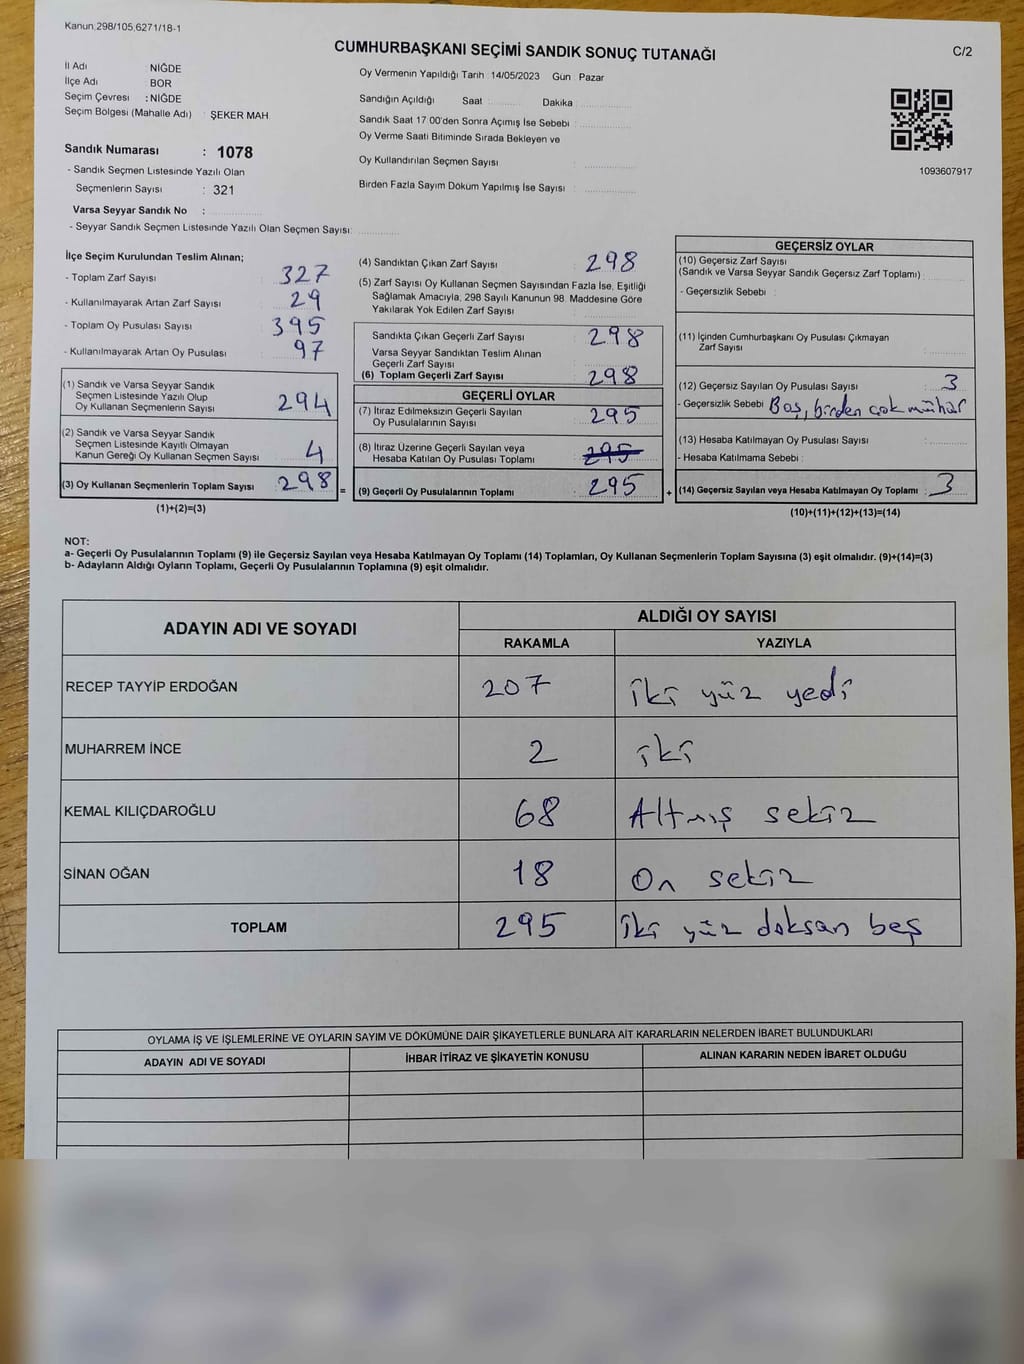 Kanun 298/105,6271/18-1
CUMHURBAŞKANI SEÇİMİ SANDIK SONUÇ TUTANAĞI
C/2
İl Adı : NİĞDE
İlçe Adı : BOR
Seçim Çevresi : NİĞDE
Seçim Bölgesi (Mahalle Adı) : ŞEKER MAH
Sandık Numarası : 1078
- Sandık Seçmen Listesinde Yazılı Olan
Seçmenlerin Sayısı : 321
Varsa Seyyar Sandık No :
- Seyyar Sandık Seçmen Listesinde Yazılı Olan Seçmen Sayısı:
Oy Vermenin Yapıldığı Tarih 14/05/2023 Gün Pazar
Sandığın Açıldığı Saat Dakika
Sandık Saat 17 00'den Sonra Açımış İse Sebebi :
Oy Verme Saati Bitiminde Sırada Bekleyen ve
Oy Kullandırılan Seçmen Sayısı
Birden Fazla Sayım Döküm Yapılmış İse Sayısı
1093607917
İlçe Seçim Kurulundan Teslim Alınan;
- Toplam Zarf Sayısı : 327
- Kullanılmayarak Artan Zarf Sayısı : 29
- Toplam Oy Pusulası Sayısı : 395
- Kullanılmayarak Artan Oy Pusulası : 97
(1) Sandık ve Varsa Seyyar Sandık
Seçmen Listesinde Yazılı Olup
Oy Kullanan Seçmenlerin Sayısı : 294
(2) Sandık ve Varsa Seyyar Sandık
Seçmen Listesinde Kayıtlı Olmayan
Kanun Gereği Oy Kullanan Seçmen Sayısı : 4
(3) Oy Kullanan Seçmenlerin Toplam Sayısı : 298
(1)+(2)=(3)
(4) Sandıktan Çıkan Zarf Sayısı : 298
(5) Zarf Sayısı Oy Kullanan Seçmen Sayısından Fazla İse, Eşitliği
Sağlamak Amacıyla, 298 Sayılı Kanunun 98. Maddesine Göre
Yakılarak Yok Edilen Zarf Sayısı
Sandıkta Çıkan Geçerli Zarf Sayısı : 298
Varsa Seyyar Sandıktan Teslim Alınan
Geçerli Zarf Sayısı
(6) Toplam Geçerli Zarf Sayısı : 298
GEÇERLİ OYLAR
(7) İtiraz Edilmeksizin Geçerli Sayılan
Oy Pusulalarının Sayısı : 295
(8) İtiraz Üzerine Geçerli Sayılan veya
Hesaba Katılan Oy Pusulası Toplamı : 295
= (9) Geçerli Oy Pusulalarının Toplamı : 295 +
GEÇERSİZ OYLAR
(10) Geçersiz Zarf Sayısı
(Sandık ve Varsa Seyyar Sandık Geçersiz Zarf Toplamı)
- Geçersizlik Sebebi :
(11) İçinden Cumhurbaşkanı Oy Pusulası Çıkmayan
Zarf Sayısı
(12) Geçersiz Sayılan Oy Pusulası Sayısı : 3
- Geçersizlik Sebebi Boş, birden çok mühür
(13) Hesaba Katılmayan Oy Pusulası Sayısı :
- Hesaba Katılmama Sebebi :
(14) Geçersiz Sayılan veya Hesaba Katılmayan Oy Toplamı : 3
(10)+(11)+(12)+(13)=(14)
NOT:
a- Geçerli Oy Pusulalarının Toplamı (9) ile Geçersiz Sayılan veya Hesaba Katılmayan Oy Toplamı (14) Toplamları, Oy Kullanan Seçmenlerin Toplam Sayısına (3) eşit olmalıdır. (9)+(14)=(3)
b- Adayların Aldığı Oyların Toplamı, Geçerli Oy Pusulalarının Toplamına (9) eşit olmalıdır.
ADAYIN ADI VE SOYADI
ALDIĞI OY SAYISI
RAKAMLA YAZIYLA
RECEP TAYYİP ERDOĞAN 207 iki yüz yedi
MUHARREM İNCE 2 iki
KEMAL KILIÇDAROĞLU 68 Altmış sekiz
SİNAN OĞAN 18 On sekiz
TOPLAM 295 iki yüz doksan beş
OYLAMA İŞ VE İŞLEMLERİNE VE OYLARIN SAYIM VE DÖKÜMÜNE DAİR ŞİKAYETLERLE BUNLARA AİT KARARLARIN NELERDEN İBARET BULUNDUKLARI
ADAYIN ADI VE SOYADI İHBAR İTİRAZ VE ŞİKAYETİN KONUSU ALINAN KARARIN NEDEN İBARET OLDUĞU